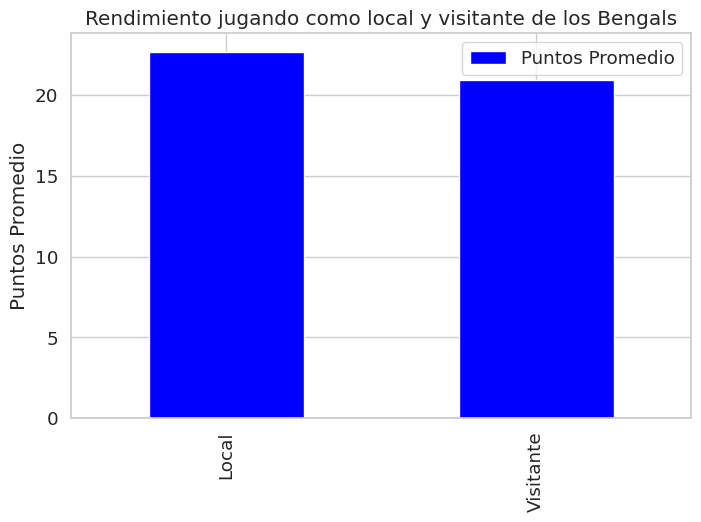 Rendimiento jugando como local y visitante de los Bengals
Puntos Promedio
Puntos Promedio
20
15
10
5
0
Local
Visitante